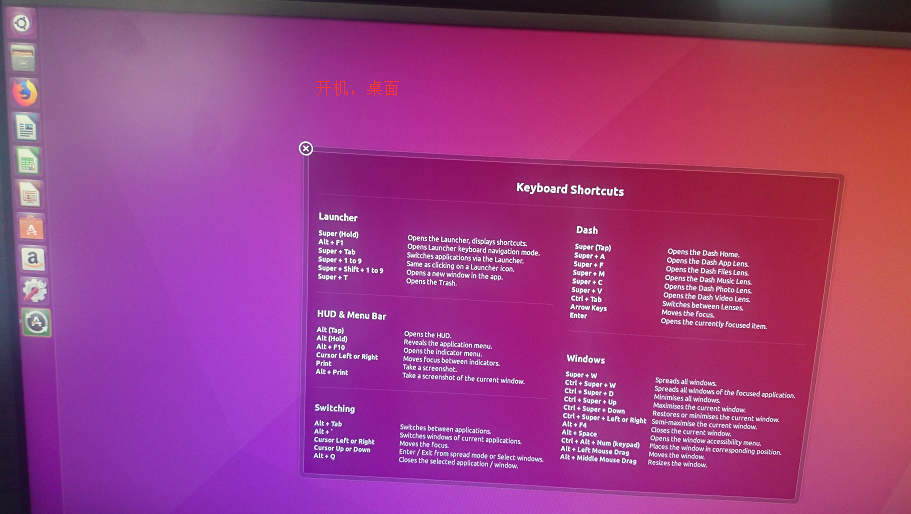 开机，桌面
Keyboard Shortcuts
Launcher
Super (Hold) Opens the Launcher, displays shortcuts.
Alt + F1 Opens Launcher keyboard navigation mode.
Super + Tab Switches applications via the Launcher.
Super + 1 to 9 Same as clicking on a Launcher icon.
Super + Shift + 1 to 9 Opens a new window in the app.
Super + T Opens the Trash.
HUD & Menu Bar
Alt (Tap) Opens the HUD.
Alt (Hold) Reveals the application menu.
Alt + F10 Opens the indicator menu.
Cursor Left or Right Moves focus between indicators.
Print Take a screenshot.
Alt + Print Take a screenshot of the current window.
Switching
Alt + Tab Switches between applications.
Alt + ` Switches windows of current applications.
Cursor Left or Right Moves the focus.
Cursor Up or Down Enter / Exit from spread mode or Select windows.
Alt + Q Closes the selected application / window.
Dash
Super (Tap) Opens the Dash Home.
Super + A Opens the Dash App Lens.
Super + F Opens the Dash Files Lens.
Super + M Opens the Dash Music Lens.
Super + C Opens the Dash Photo Lens.
Super + V Opens the Dash Video Lens.
Ctrl + Tab Switches between Lenses.
Arrow Keys Moves the focus.
Enter Opens the currently focused item.
Windows
Super + W Spreads all windows.
Ctrl + Super + W Spreads all windows of the focused application.
Ctrl + Super + D Minimises all windows.
Ctrl + Super + Up Maximises the current window.
Ctrl + Super + Down Restores or minimises the current window.
Ctrl + Super + Left or Right Semi-maximise the current window.
Alt + F4 Closes the current window.
Alt + Space Opens the window accessibility menu.
Ctrl + Alt + Num (keypad) Places the window in corresponding position.
Alt + Left Mouse Drag Moves the window.
Alt + Middle Mouse Drag Resizes the window.